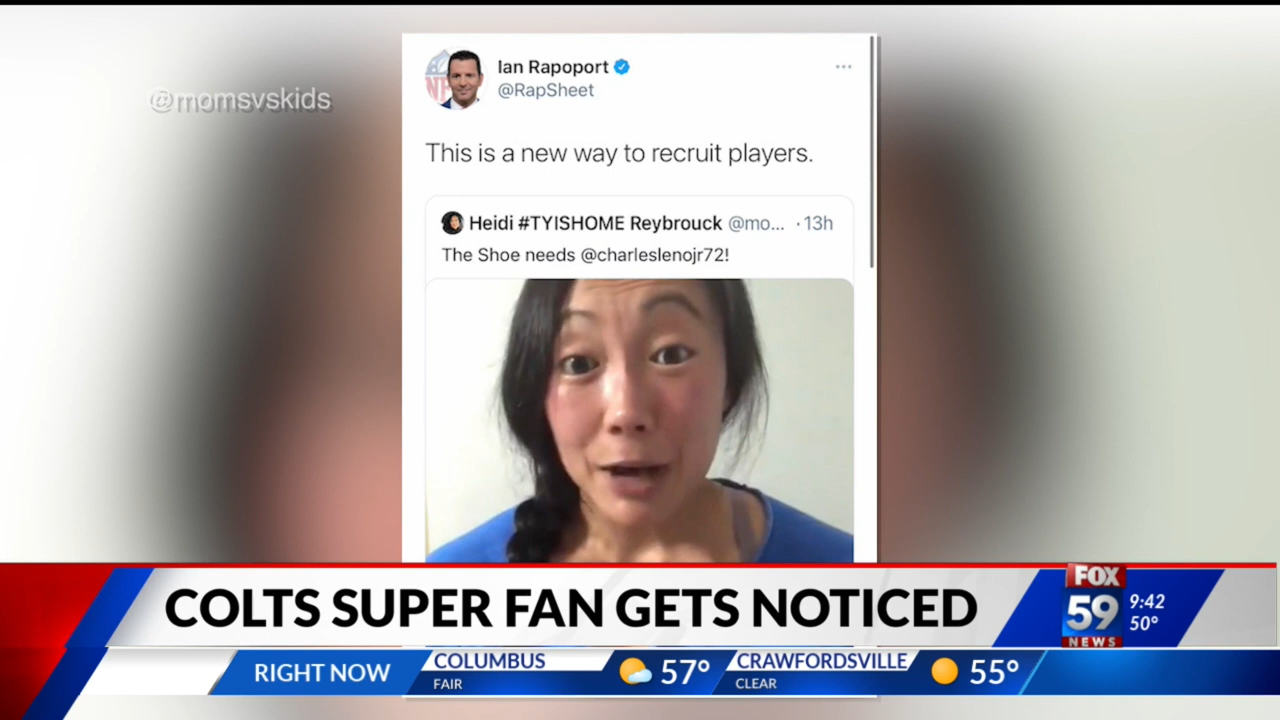 Ian Rapoport
@RapSheet
@momsvskids
This is a new way to recruit players.
Heidi #TYISHOME Reybrouck @mo... · 13h
The Shoe needs @charleslenojr72!
COLTS SUPER FAN GETS NOTICED
FOX
59
NEWS
9:42
50°
RIGHT NOW
COLUMBUS
FAIR
57°
CRAWFORDSVILLE
CLEAR
55°